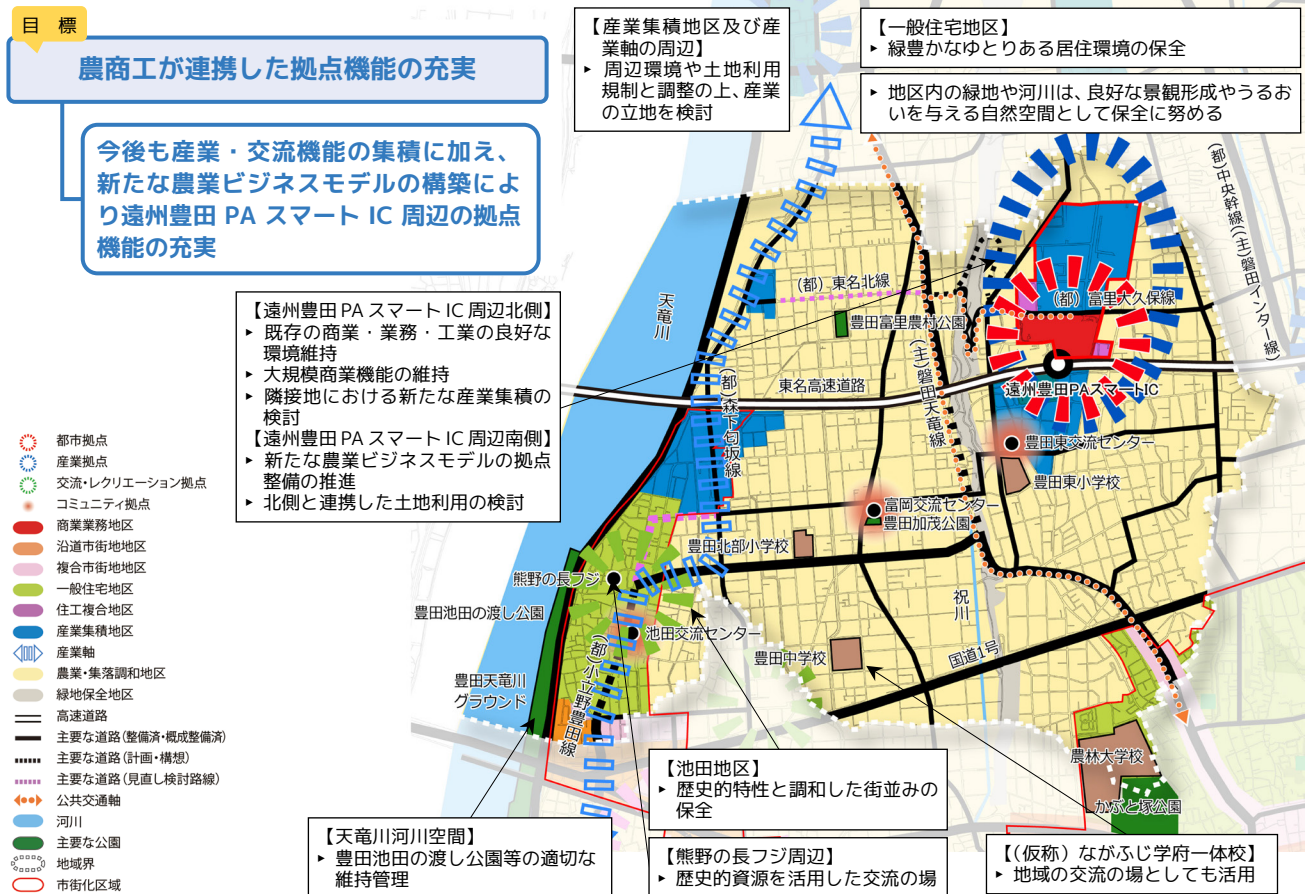 目 標
農商工が連携した拠点機能の充実
今後も産業・交流機能の集積に加え、
新たな農業ビジネスモデルの構築によ
り遠州豊田 PA スマート IC 周辺の拠点
機能の充実
【産業集積地区及び産
業軸の周辺】
▸ 周辺環境や土地利用
規制と調整の上、産業
の立地を検討
【一般住宅地区】
▸ 緑豊かなゆとりある居住環境の保全
▸ 地区内の緑地や河川は、良好な景観形成やうるお
いを与える自然空間として保全に努める
【遠州豊田 PA スマート IC 周辺北側】
▸ 既存の商業・業務・工業の良好な
環境維持
▸ 大規模商業機能の維持
▸ 隣接地における新たな産業集積の
検討
【遠州豊田 PA スマート IC 周辺南側】
▸ 新たな農業ビジネスモデルの拠点
整備の推進
▸ 北側と連携した土地利用の検討
都市拠点
産業拠点
交流・レクリエーション拠点
コミュニティ拠点
商業業務地区
沿道市街地地区
複合市街地地区
一般住宅地区
住工複合地区
産業集積地区
産業軸
農業・集落調和地区
緑地保全地区
高速道路
主要な道路(整備済・概成整備済)
主要な道路(計画・構想)
主要な道路(見直し検討路線)
公共交通軸
河川
主要な公園
地域界
市街化区域
天竜川
(都)東名北線
豊田富里農村公園
(主)磐田天竜線
(都)富里大久保線
(都)中央幹線(主)磐田インター線)
東名高速道路
遠州豊田PAスマートIC
(都)森下匂坂線
豊田東交流センター
豊田東小学校
富岡交流センター
豊田加茂公園
豊田北部小学校
熊野の長フジ
豊田池田の渡し公園
池田交流センター
祝川
豊田中学校
国道1号
豊田天竜川
グラウンド
(都)小立野豊田線
農林大学校
かぶと塚公園
【池田地区】
▸ 歴史的特性と調和した街並みの
保全
【天竜川河川空間】
▸ 豊田池田の渡し公園等の適切な
維持管理
【熊野の長フジ周辺】
▸ 歴史的資源を活用した交流の場
【(仮称) ながふじ学府一体校】
▸ 地域の交流の場としても活用